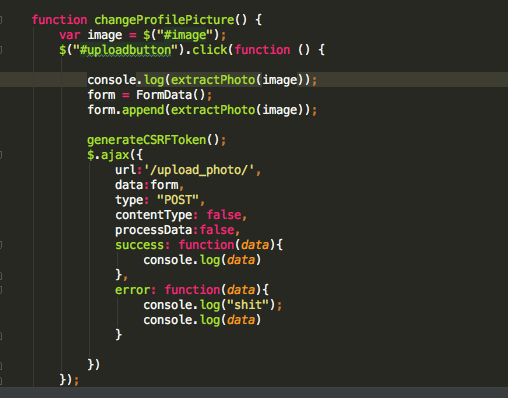 function changeProfilePicture() {
var image = $("#image");
$("#uploadbutton").click(function () {
console.log(extractPhoto(image));
form = FormData();
form.append(extractPhoto(image));
generateCSRFToken();
$.ajax({
url:'/upload_photo/',
data:form,
type: "POST",
contentType: false,
processData:false,
success: function(data){
console.log(data)
},
error: function(data){
console.log("shit");
console.log(data)
}
})
});